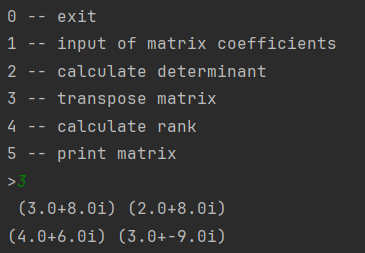 0 -- exit
1 -- input of matrix coefficients
2 -- calculate determinant
3 -- transpose matrix
4 -- calculate rank
5 -- print matrix
>3
(3.0+8.0i) (2.0+8.0i)
(4.0+6.0i) (3.0+-9.0i)